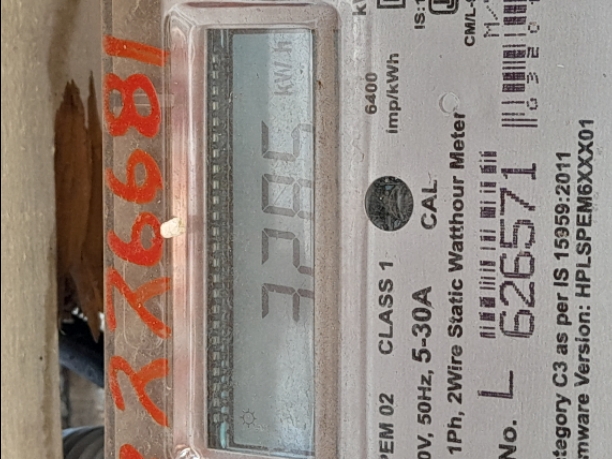 3285 kWh
6400
imp/kWh
PEM 02 CLASS 1 CAL
0V, 50Hz, 5-30A
1Ph, 2Wire Static Watthour Meter
CM/L-
No. L 626571
ategory C3 as per IS 15959:2011
mware Version: HPLSPEM6XXX01